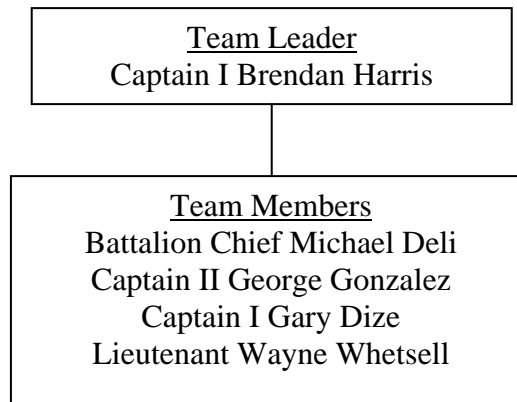 Team Leader
Captain I Brendan Harris
Team Members
Battalion Chief Michael Deli
Captain II George Gonzalez
Captain I Gary Dize
Lieutenant Wayne Whetsell